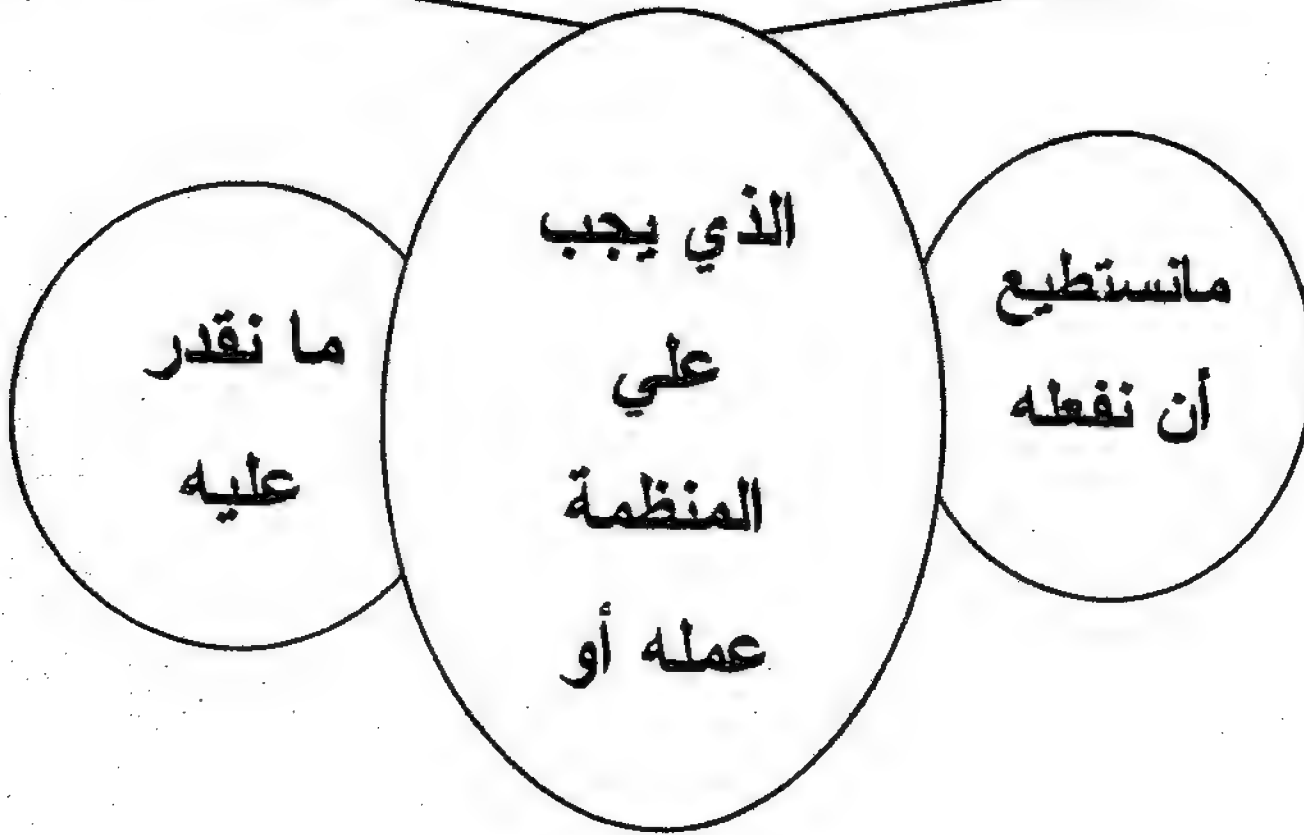 مانستطيع
أن نفعله
الذي يجب
علي
المنظمة
عمله أو
ما نقدر
عليه